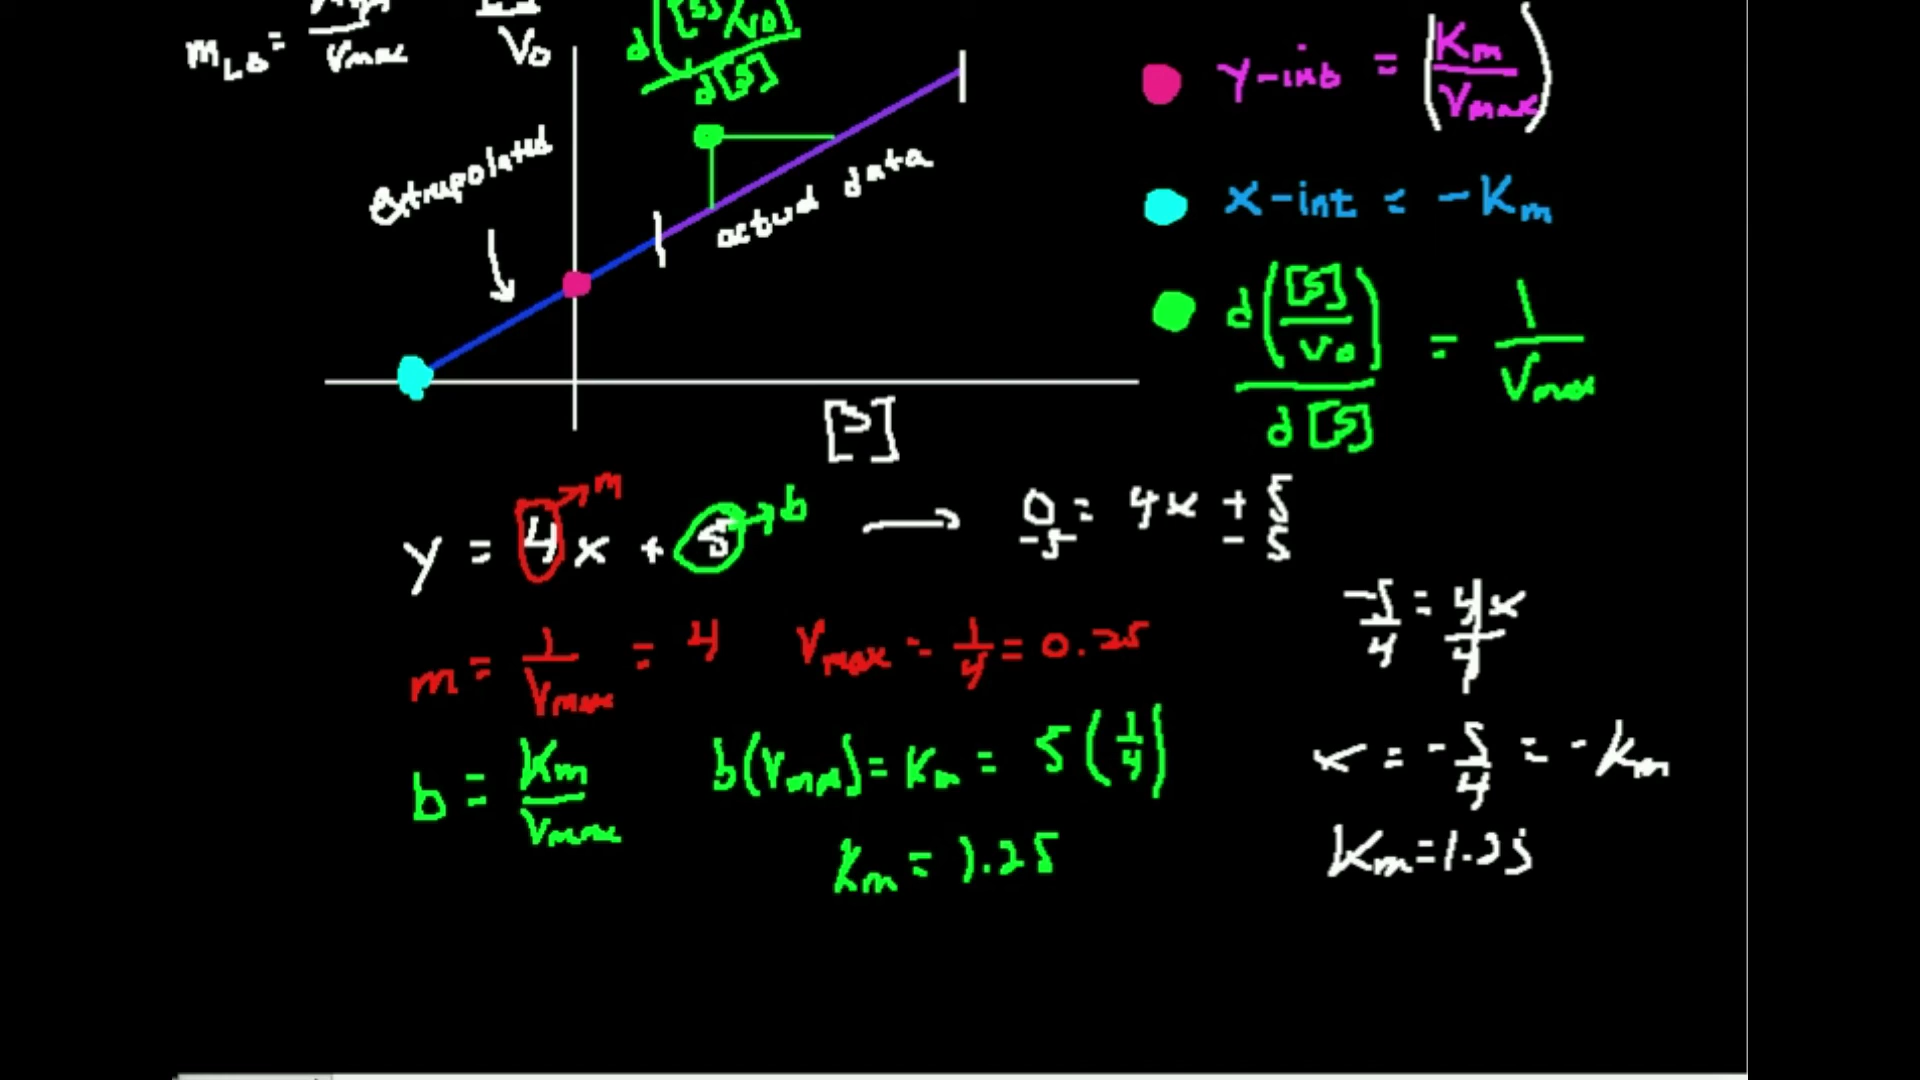 m_LB = Km/Vmax
V0
d([S]/V0)/d[S]
Extrapolated
actual data
[S]
y-int = (Km/Vmax)
x-int = -Km
d([S]/V0)/d[S] = 1/Vmax
y = 4x + 5 → 0 = 4x + 5
→m →b
-5 - 5
-5/4 = 4x/4
m = 1/Vmax = 4 Vmax = 1/4 = 0.25
b = Km/Vmax b(Vmax) = Km = 5(1/4)
x = -5/4 = -Km
Km = 1.25
Km = 1.25